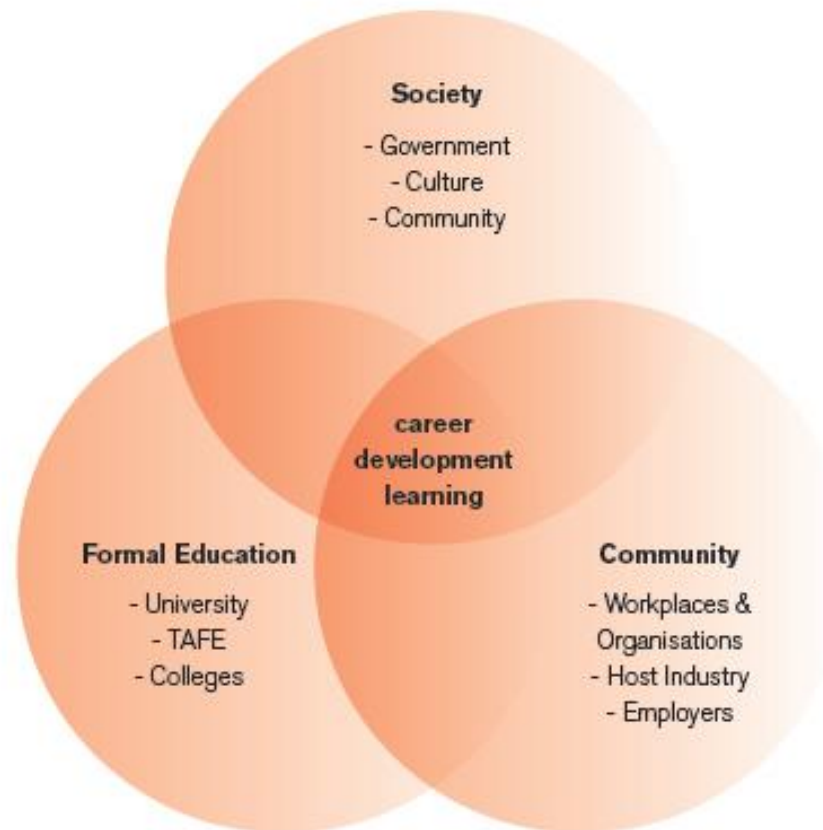 Society
- Government
- Culture
- Community
career
development
learning
Formal Education
- University
- TAFE
- Colleges
Community
- Workplaces &
Organisations
- Host Industry
- Employers